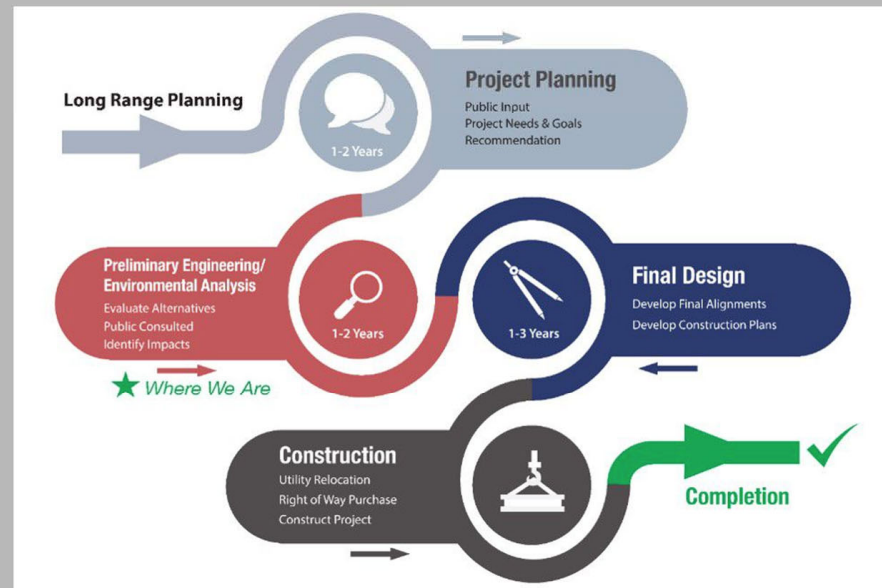 Long Range Planning
1-2 Years
Project Planning
Public Input
Project Needs & Goals
Recommendation
Preliminary Engineering/
Environmental Analysis
Evaluate Alternatives
Public Consulted
Identify Impacts
1-2 Years
Where We Are
1-3 Years
Final Design
Develop Final Alignments
Develop Construction Plans
Construction
Utility Relocation
Right of Way Purchase
Construct Project
Completion